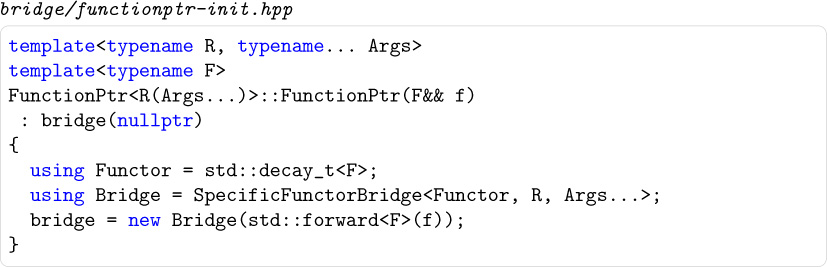 bridge/functionptr-init.hpp
template<typename R, typename... Args>
template<typename F>
FunctionPtr<R(Args...)>::FunctionPtr(F&& f)
 : bridge(nullptr)
{
  using Functor = std::decay_t<F>;
  using Bridge = SpecificFunctorBridge<Functor, R, Args...>;
  bridge = new Bridge(std::forward<F>(f));
}